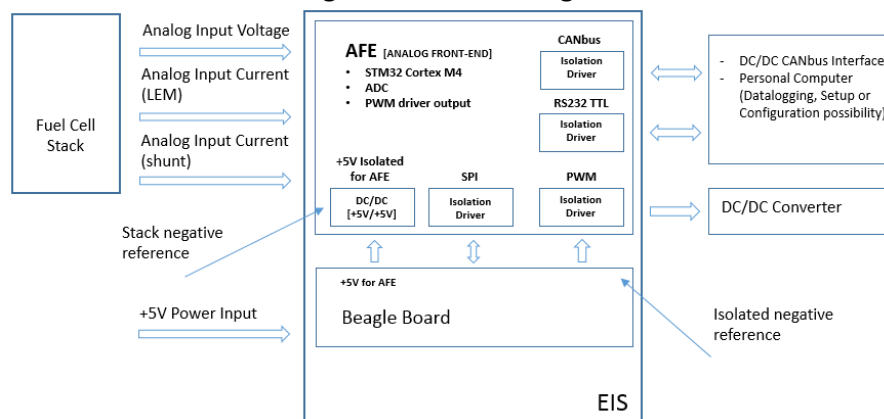 Fuel Cell
Stack
Analog Input Voltage
Analog Input Current
(LEM)
Analog Input Current
(shunt)
Stack negative
reference
+5V Power Input
AFE [ANALOG FRONT-END]
• STM32 Cortex M4
• ADC
• PWM driver output
CANbus
Isolation
Driver
RS232 TTL
Isolation
Driver
+5V Isolated
for AFE
DC/DC
[+5V/+5V]
SPI
Isolation
Driver
PWM
Isolation
Driver
+5V for AFE
Beagle Board
EIS
- DC/DC CANbus Interface
- Personal Computer
(Datalogging, Setup or
Configuration possibility)
DC/DC Converter
Isolated negative
reference